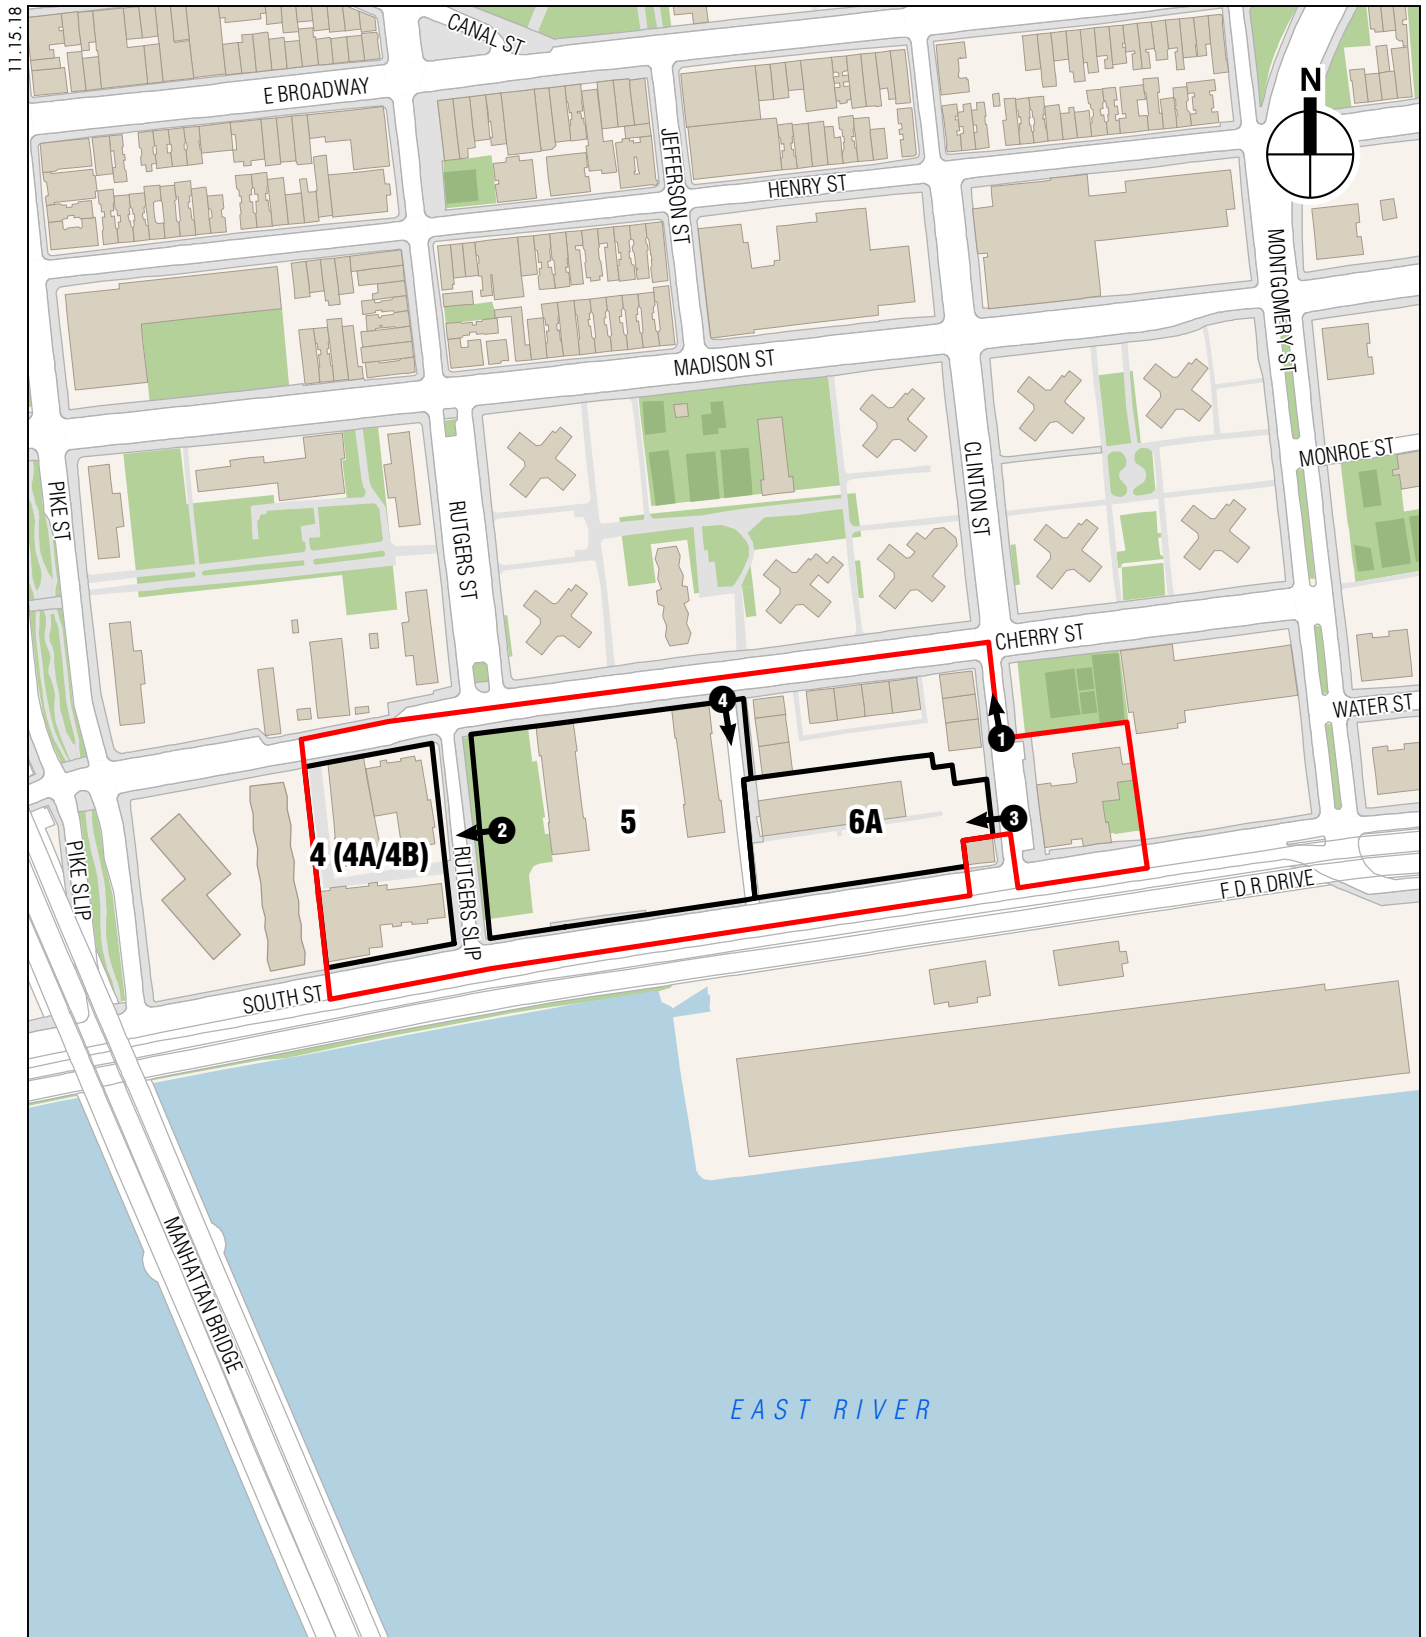 11.15.18
CANAL ST
E BROADWAY
N
JEFFERSON ST
HENRY ST
MONTGOMERY ST
MADISON ST
PIKE ST
RUTGERS ST
CLINTON ST
MONROE ST
CHERRY ST
WATER ST
4
1
5
6A
3
2
4 (4A/4B)
PIKE SLIP
RUTGERS SLIP
F D R DRIVE
SOUTH ST
MANHATTAN BRIDGE
EAST RIVER